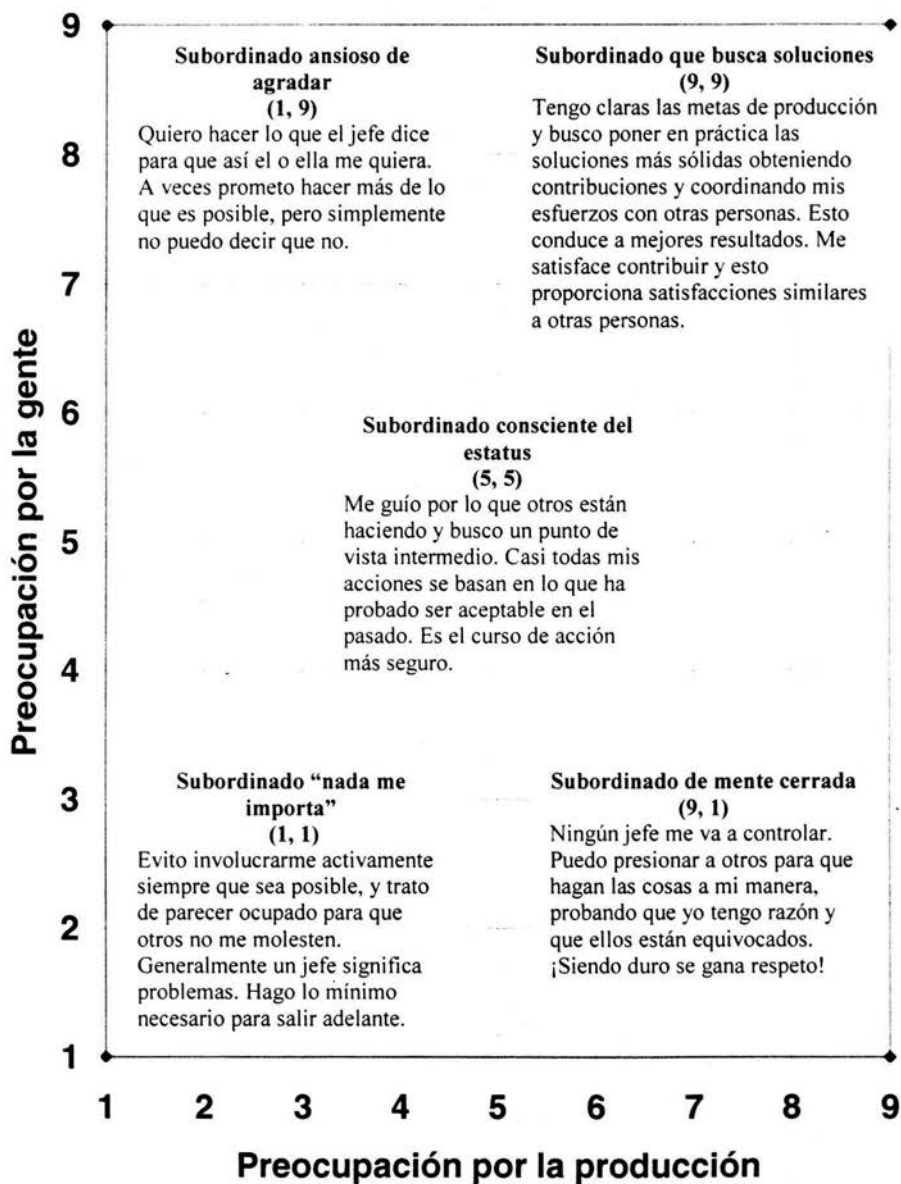 9
Subordinado ansioso de
agradar
(1, 9)
Quiero hacer lo que el jefe dice
para que así el o ella me quiera.
A veces prometo hacer más de lo
que es posible, pero simplemente
no puedo decir que no.
Subordinado que busca soluciones
(9, 9)
Tengo claras las metas de producción
y busco poner en práctica las
soluciones más sólidas obteniendo
contribuciones y coordinando mis
esfuerzos con otras personas. Esto
conduce a mejores resultados. Me
satisface contribuir y esto
proporciona satisfacciones similares
a otras personas.
8
7
Preocupación por la gente
6
Subordinado consciente del
estatus
(5, 5)
Me guío por lo que otros están
haciendo y busco un punto de
vista intermedio. Casi todas mis
acciones se basan en lo que ha
probado ser aceptable en el
pasado. Es el curso de acción
más seguro.
5
4
3
Subordinado “nada me
importa”
(1, 1)
Evito involucrarme activamente
siempre que sea posible, y trato
de parecer ocupado para que
otros no me molesten.
Generalmente un jefe significa
problemas. Hago lo mínimo
necesario para salir adelante.
Subordinado de mente cerrada
(9, 1)
Ningún jefe me va a controlar.
Puedo presionar a otros para que
hagan las cosas a mi manera,
probando que yo tengo razón y
que ellos están equivocados.
¡Siendo duro se gana respeto!
2
1
1 2 3 4 5 6 7 8 9
Preocupación por la producción